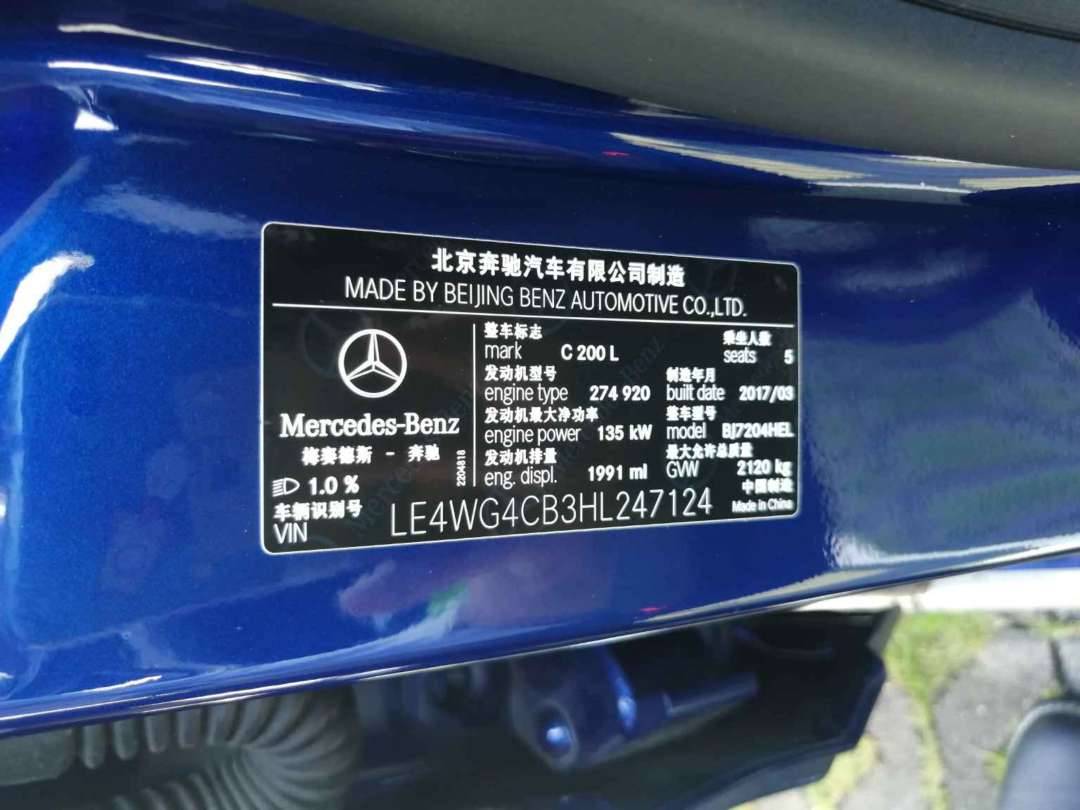 北京奔驰汽车有限公司制造
MADE BY BEIJING BENZ AUTOMOTIVE CO.,LTD.
Mercedes-Benz
梅赛德斯 - 奔驰
1.0 %
2204818
整车标志
mark C 200 L
乘坐人数
seats 5
发动机型号
engine type 274 920
制造年月
built date 2017/03
发动机最大净功率
engine power 135 kW
整车型号
model BJ7204HEL
发动机排量
eng. displ. 1991 ml
最大允许总质量
GVW 2120 kg
车辆识别号
VIN LE4WG4CB3HL247124
中国制造
Made in China